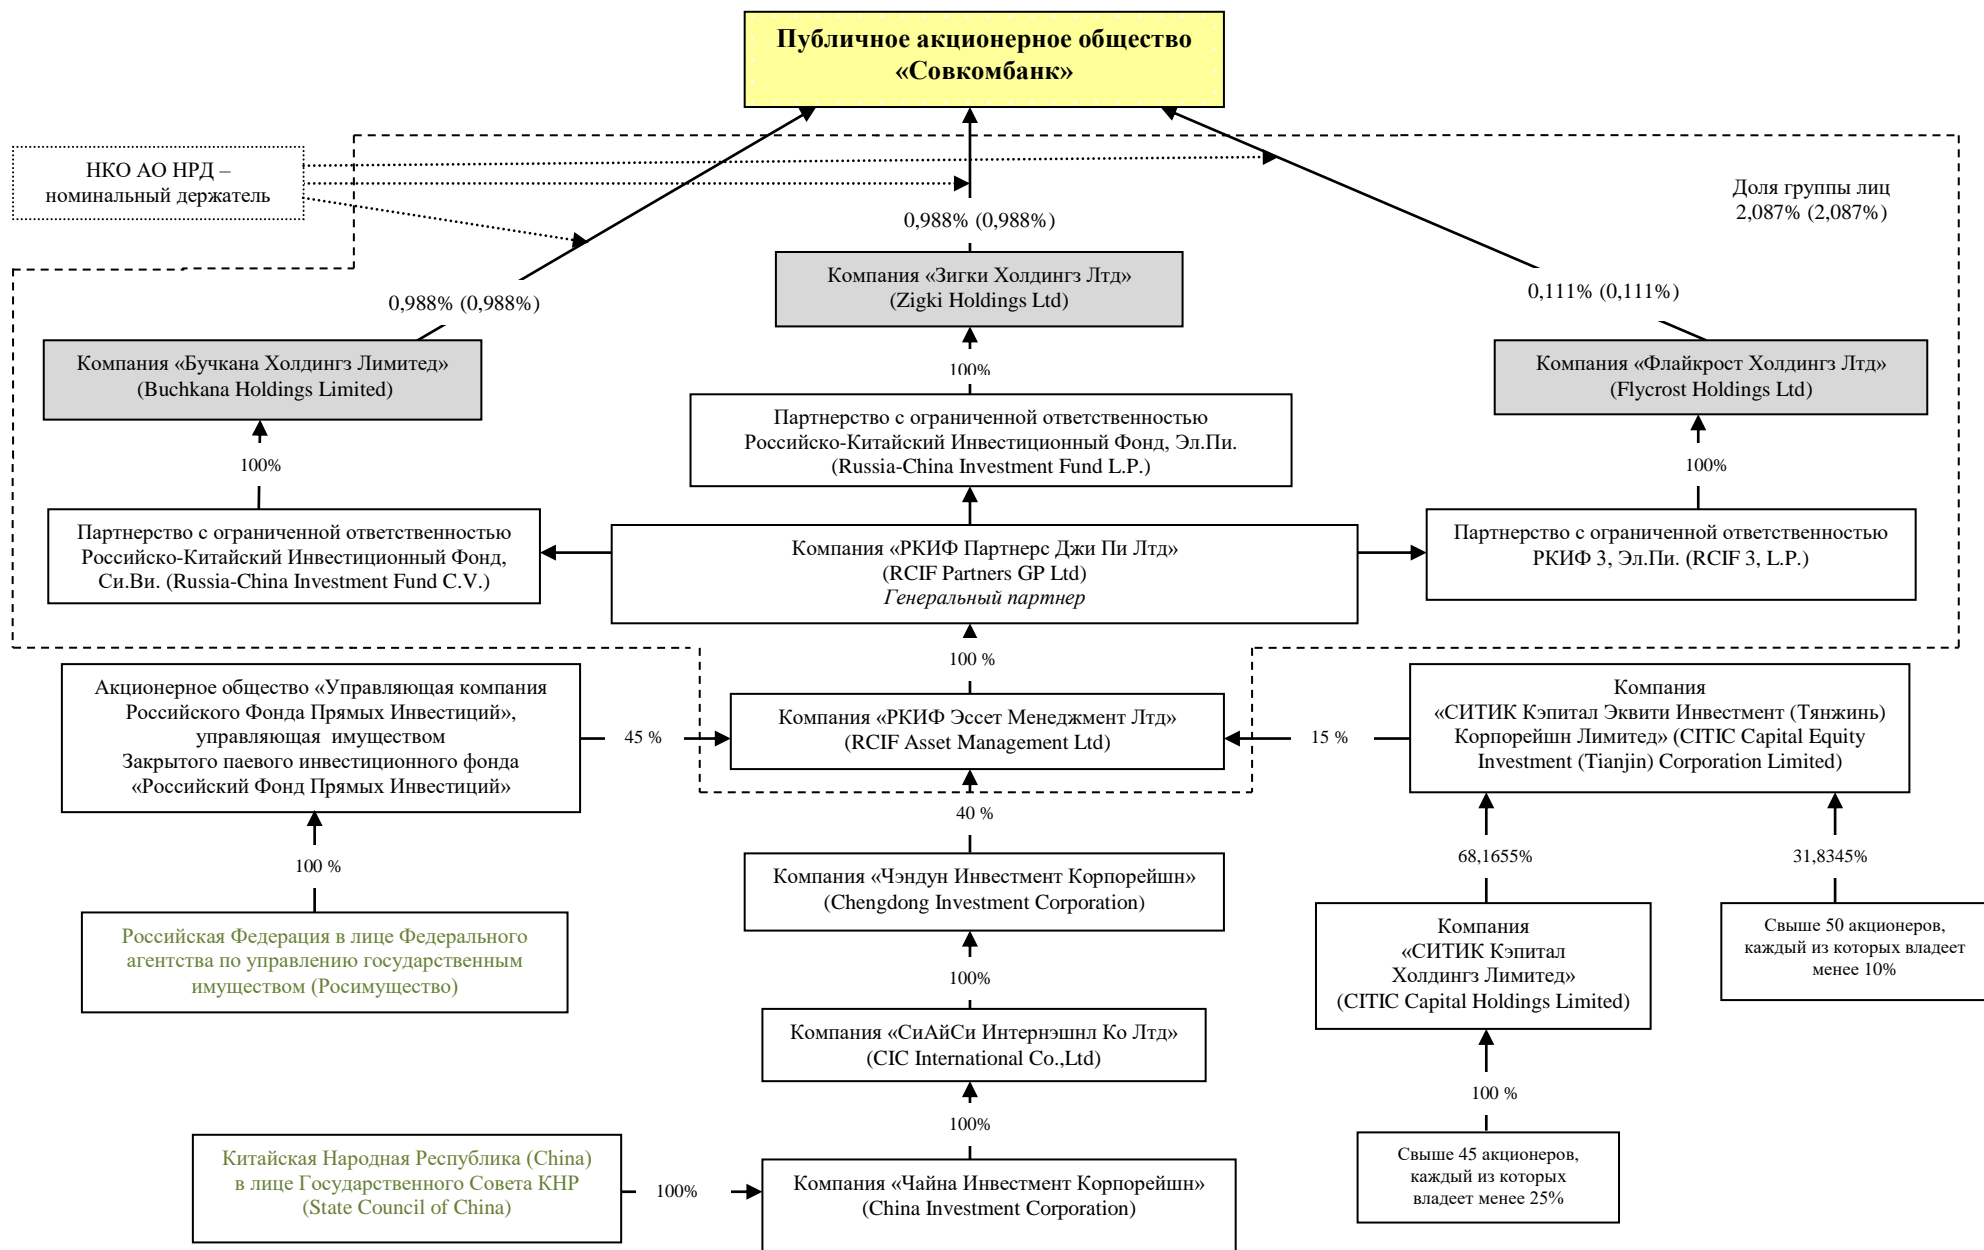 Публичное акционерное общество
«Совкомбанк»
НКО АО НРД –
номинальный держатель
Доля группы лиц
2,087% (2,087%)
0,988% (0,988%)
Компания «Зигки Холдингз Лтд»
(Zigki Holdings Ltd)
0,988% (0,988%)
0,111% (0,111%)
Компания «Бучкана Холдингз Лимитед»
(Buchkana Holdings Limited)
100%
Компания «Флайкрост Холдингз Лтд»
(Flycrost Holdings Ltd)
Партнерство с ограниченной ответственностью
Российско-Китайский Инвестиционный Фонд, Эл.Пи.
(Russia-China Investment Fund L.P.)
100%
100%
Партнерство с ограниченной ответственностью
Российско-Китайский Инвестиционный Фонд,
Си.Ви. (Russia-China Investment Fund C.V.)
Компания «РКИФ Партнерс Джи Пи Лтд»
(RCIF Partners GP Ltd)
Генеральный партнер
Партнерство с ограниченной ответственностью
РКИФ 3, Эл.Пи. (RCIF 3, L.P.)
100 %
Акционерное общество «Управляющая компания
Российского Фонда Прямых Инвестиций»,
управляющая имуществом
Закрытого паевого инвестиционного фонда
«Российский Фонд Прямых Инвестиций»
45 %
Компания «РКИФ Эссет Менеджмент Лтд»
(RCIF Asset Management Ltd)
15 %
Компания
«СИТИК Кэпитал Эквити Инвестмент (Тянжинь)
Корпорейшн Лимитед» (CITIC Capital Equity
Investment (Tianjin) Corporation Limited)
40 %
100 %
68,1655%
31,8345%
Компания «Чэндун Инвестмент Корпорейшн»
(Chengdong Investment Corporation)
Российская Федерация в лице Федерального
агентства по управлению государственным
имуществом (Росимущество)
Компания
«СИТИК Кэпитал
Холдингз Лимитед»
(CITIC Capital Holdings Limited)
Свыше 50 акционеров,
каждый из которых владеет
менее 10%
100%
Компания «СиАйСи Интернэшнл Ко Лтд»
(CIC International Co.,Ltd)
100 %
100%
Китайская Народная Республика (China)
в лице Государственного Совета КНР
(State Council of China)
100%
Компания «Чайна Инвестмент Корпорейшн»
(China Investment Corporation)
Свыше 45 акционеров,
каждый из которых
владеет менее 25%